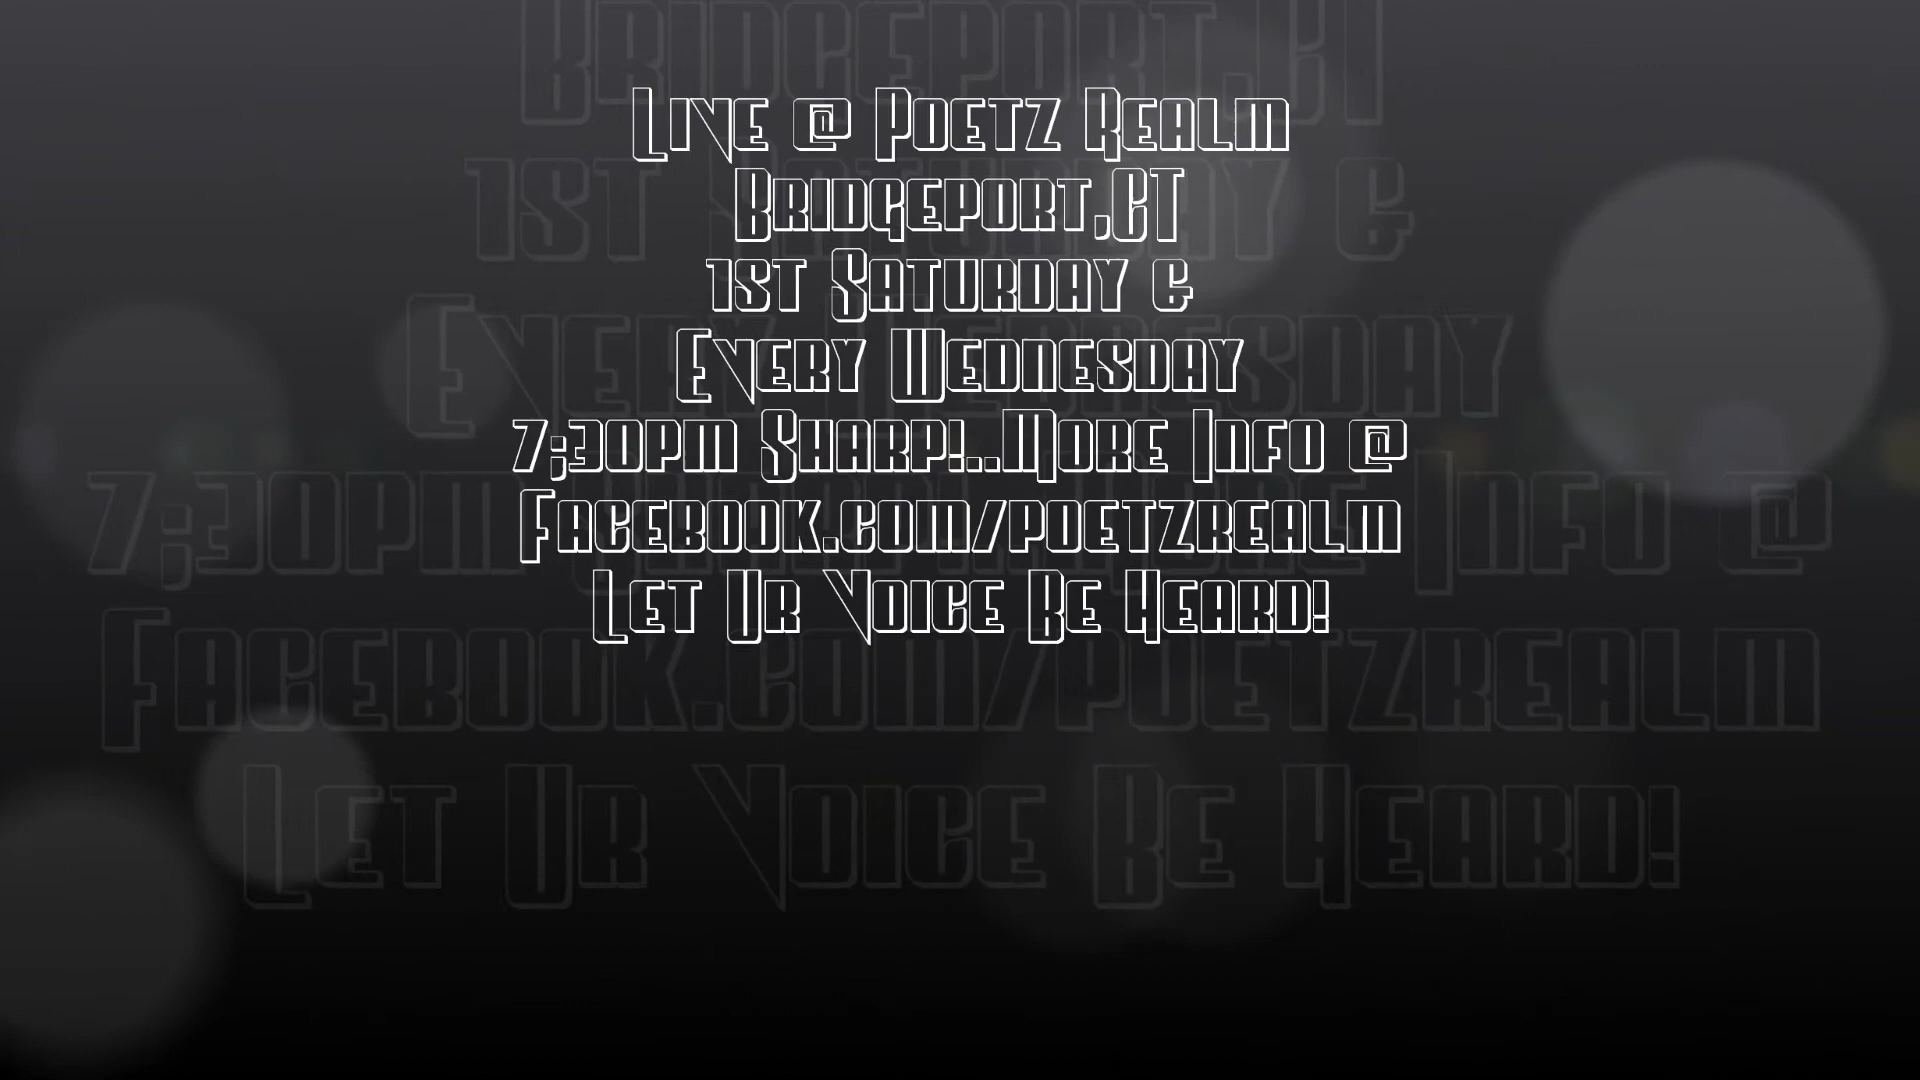 Live @ Poetz Realm
Bridgeport,CT
1st Saturday &
Every Wednesday
7;30pm Sharp!..More Info @
Facebook.com/poetzrealm
Let Ur Voice Be Heard!